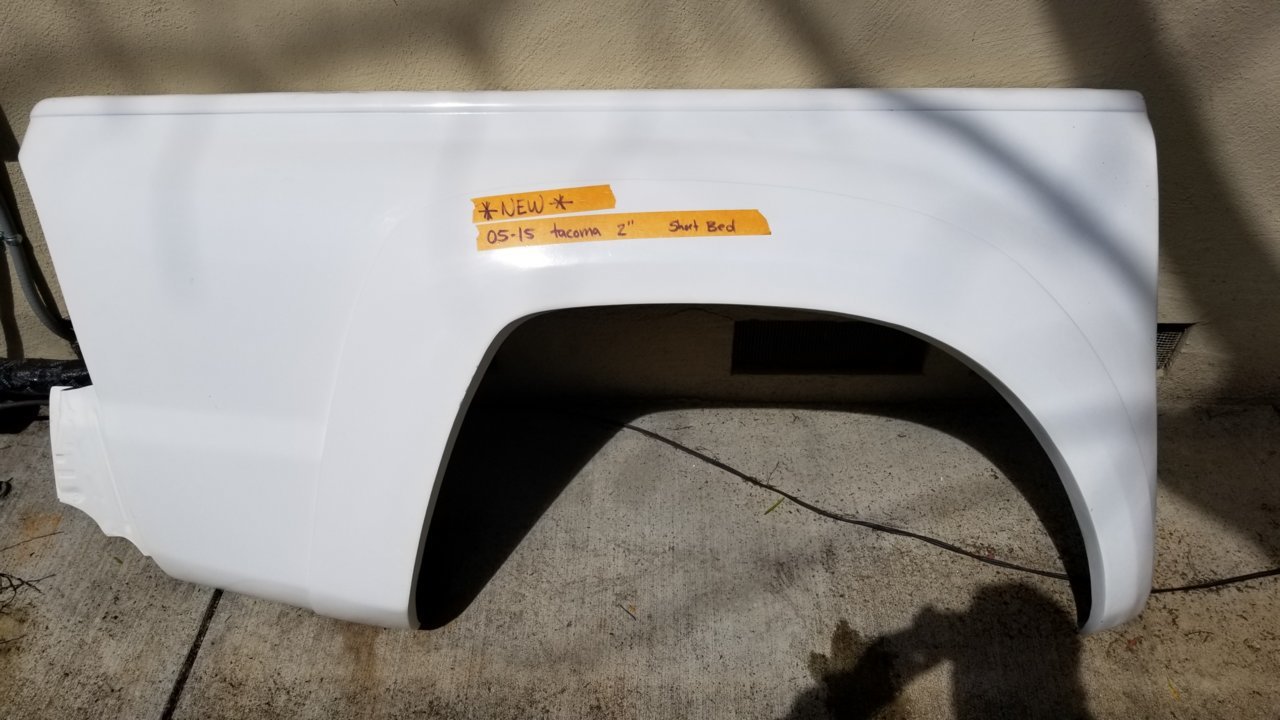 *NEW*
05-15 tacoma 2" Short Bed